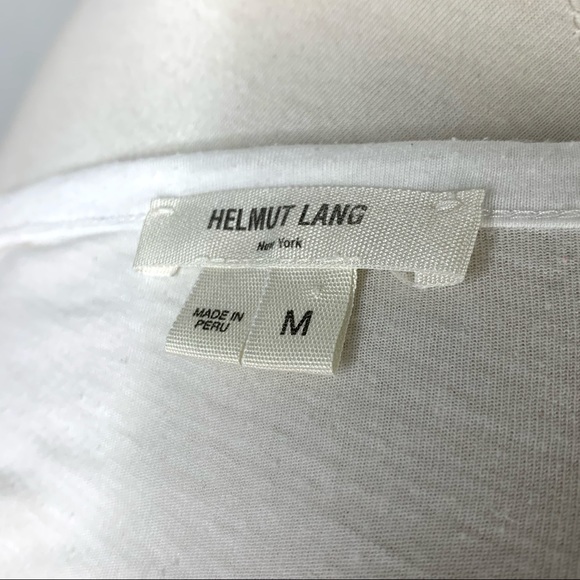 HELMUT LANG
New York
MADE IN
PERU
M